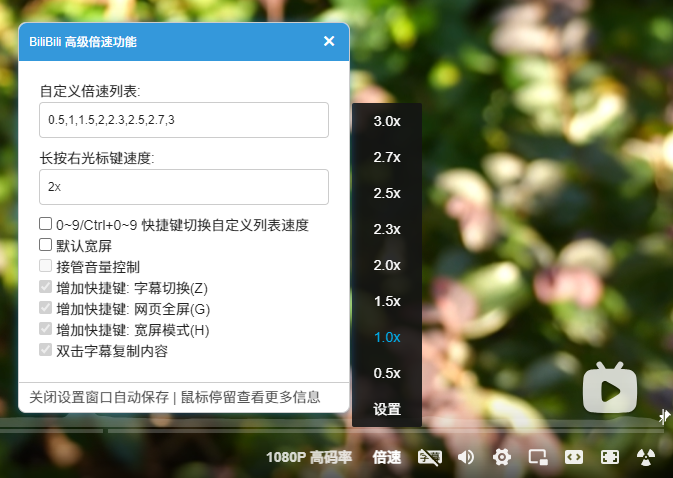 BiliBili 高级倍速功能
自定义倍速列表:
0.5,1,1.5,2,2.3,2.5,2.7,3
长按右光标键速度:
2x
0~9/Ctrl+0~9 快捷键切换自定义列表速度
默认宽屏
接管音量控制
增加快捷键: 字幕切换(Z)
增加快捷键: 网页全屏(G)
增加快捷键: 宽屏模式(H)
双击字幕复制内容
关闭设置窗口自动保存 | 鼠标停留查看更多信息
3.0x
2.7x
2.5x
2.3x
2.0x
1.5x
1.0x
0.5x
设置
1080P 高码率
倍速
字幕